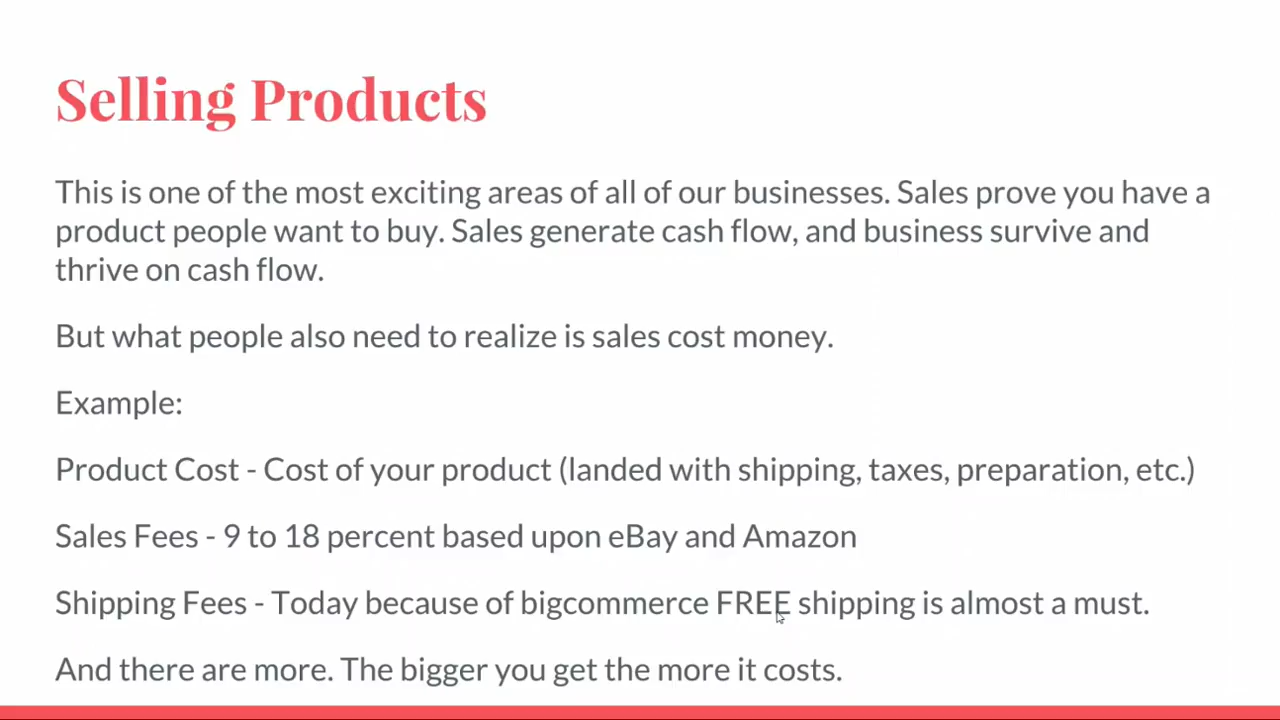 Selling Products
This is one of the most exciting areas of all of our businesses. Sales prove you have a
product people want to buy. Sales generate cash flow, and business survive and
thrive on cash flow.
But what people also need to realize is sales cost money.
Example:
Product Cost - Cost of your product (landed with shipping, taxes, preparation, etc.)
Sales Fees - 9 to 18 percent based upon eBay and Amazon
Shipping Fees - Today because of bigcommerce FREE shipping is almost a must.
And there are more. The bigger you get the more it costs.